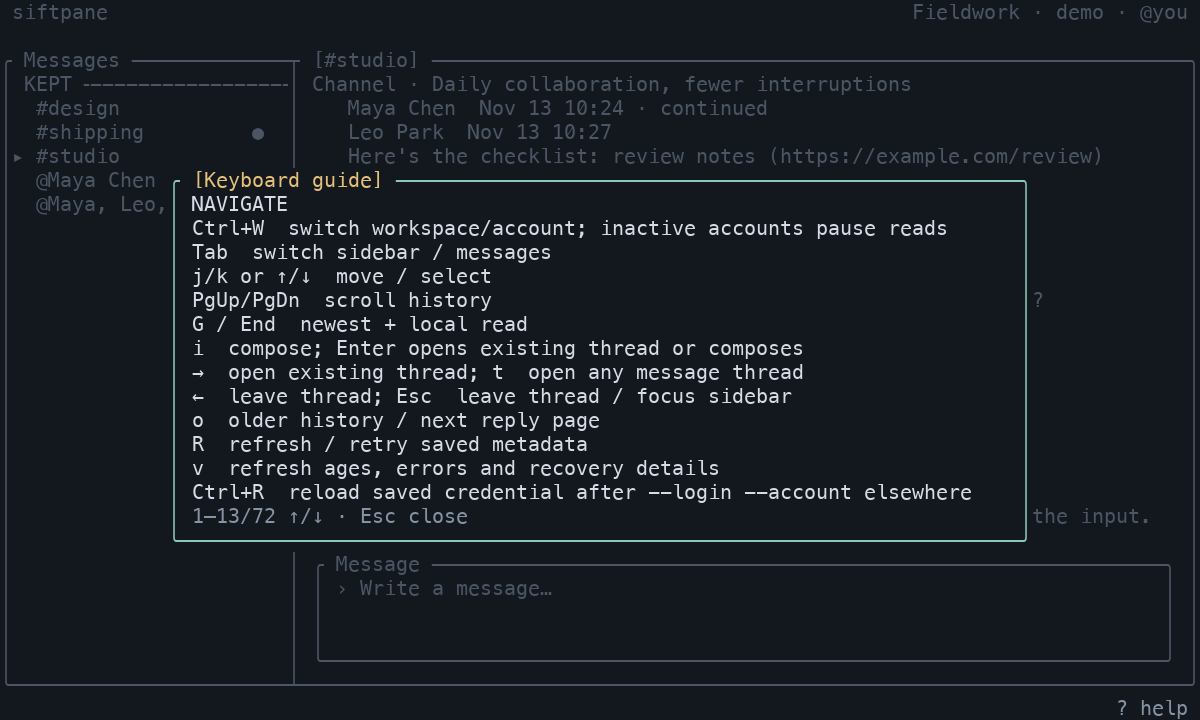 siftpane
Fieldwork · demo · @you
Messages
[#studio]
KEPT
Channel · Daily collaboration, fewer interruptions
#design
Maya Chen  Nov 13 10:24 · continued
#shipping ●
Leo Park  Nov 13 10:27
▸ #studio
Here's the checklist: review notes (https://example.com/review)
@Maya Chen
@Maya, Leo,
[Keyboard guide]
NAVIGATE
Ctrl+W  switch workspace/account; inactive accounts pause reads
Tab  switch sidebar / messages
j/k or ↑/↓  move / select
PgUp/PgDn  scroll history
?
G / End  newest + local read
i  compose; Enter opens existing thread or composes
→  open existing thread; t  open any message thread
←  leave thread; Esc  leave thread / focus sidebar
o  older history / next reply page
R  refresh / retry saved metadata
v  refresh ages, errors and recovery details
Ctrl+R  reload saved credential after --login --account elsewhere
1–13/72 ↑/↓ · Esc close
the input.
Message
› Write a message…
? help